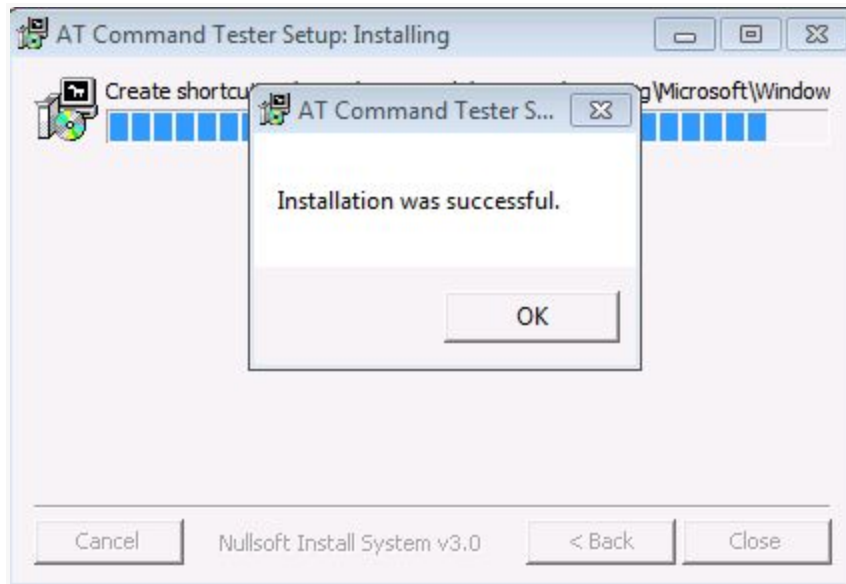 AT Command Tester Setup: Installing
Create shortcu
g\Microsoft\Window
AT Command Tester S...
Installation was successful.
OK
Cancel
Nullsoft Install System v3.0
< Back
Close